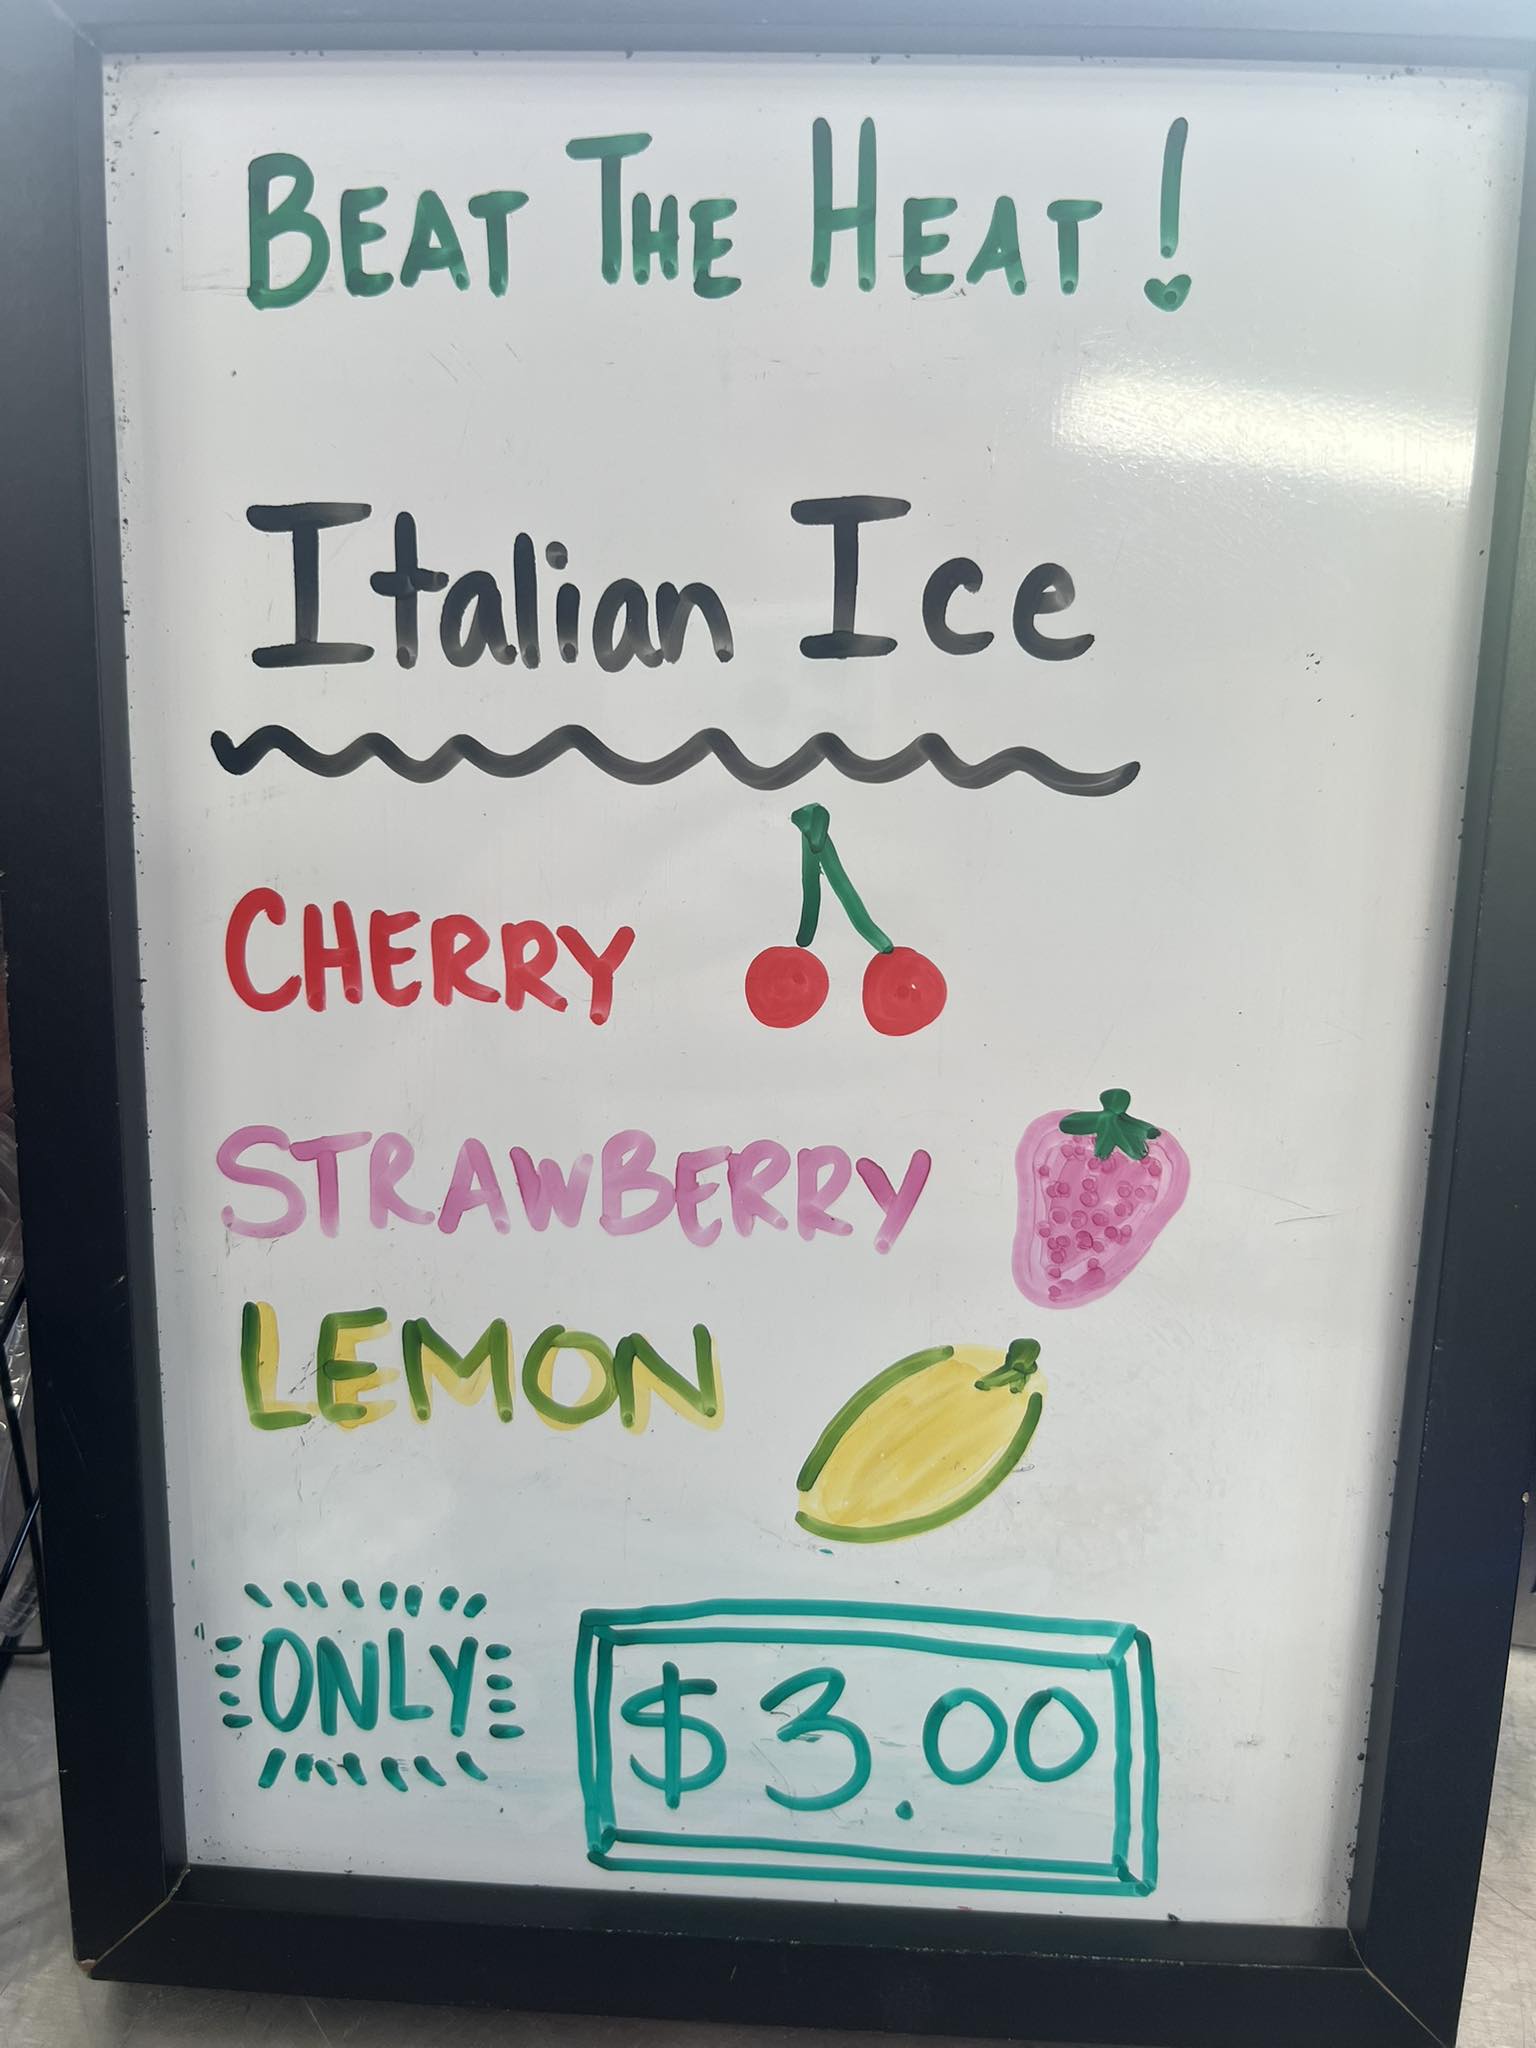 BEAT THE HEAT!
Italian Ice
CHERRY
STRAWBERRY
LEMON
ONLY $3.00